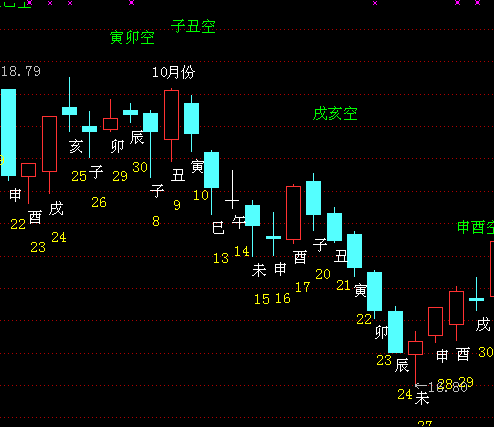 子丑空
寅卯空
18.79
10月份
戌亥空
亥
卯
辰
子
寅
申
25
29
30
子
丑
酉
戌
22
26
9
10
23
24
8
巳
午
申酉空
13
14
未
申
酉
子
丑
15
16
17
20
21
寅
22
卯
戌
23
辰
申
酉
30
24
←16.80
28
29
未
27